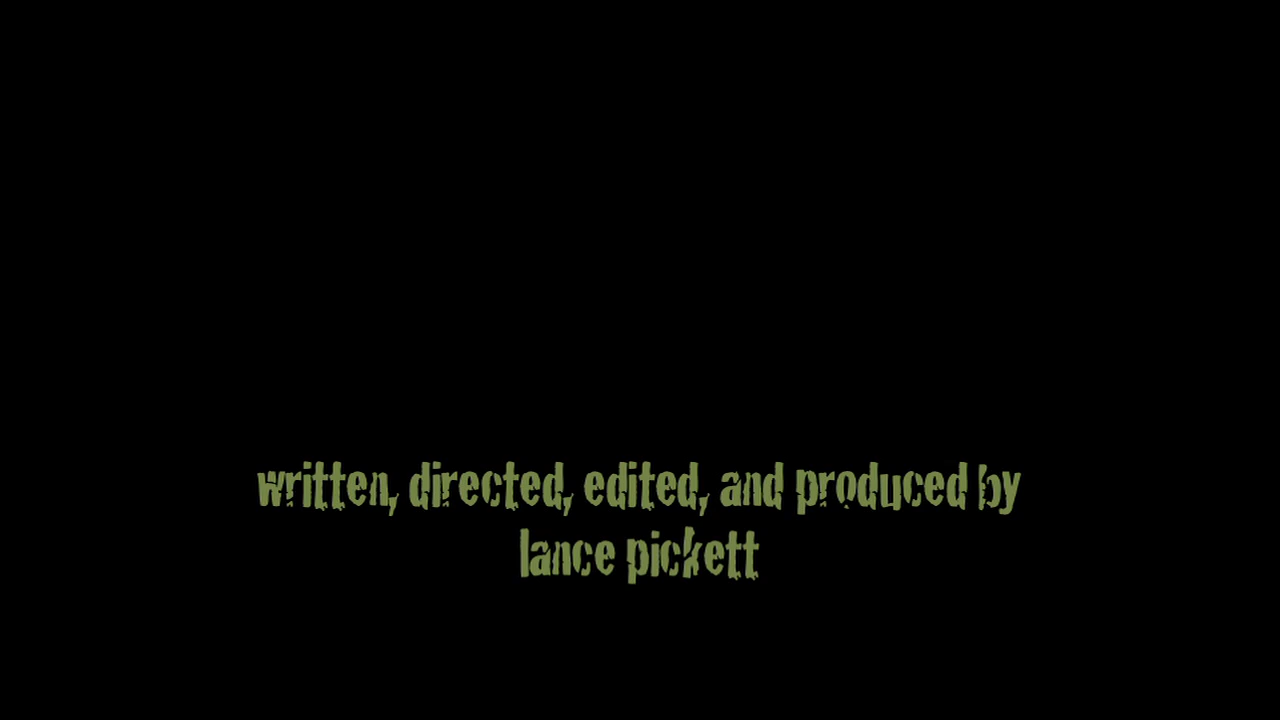 written, directed, edited, and produced by
lance pickett